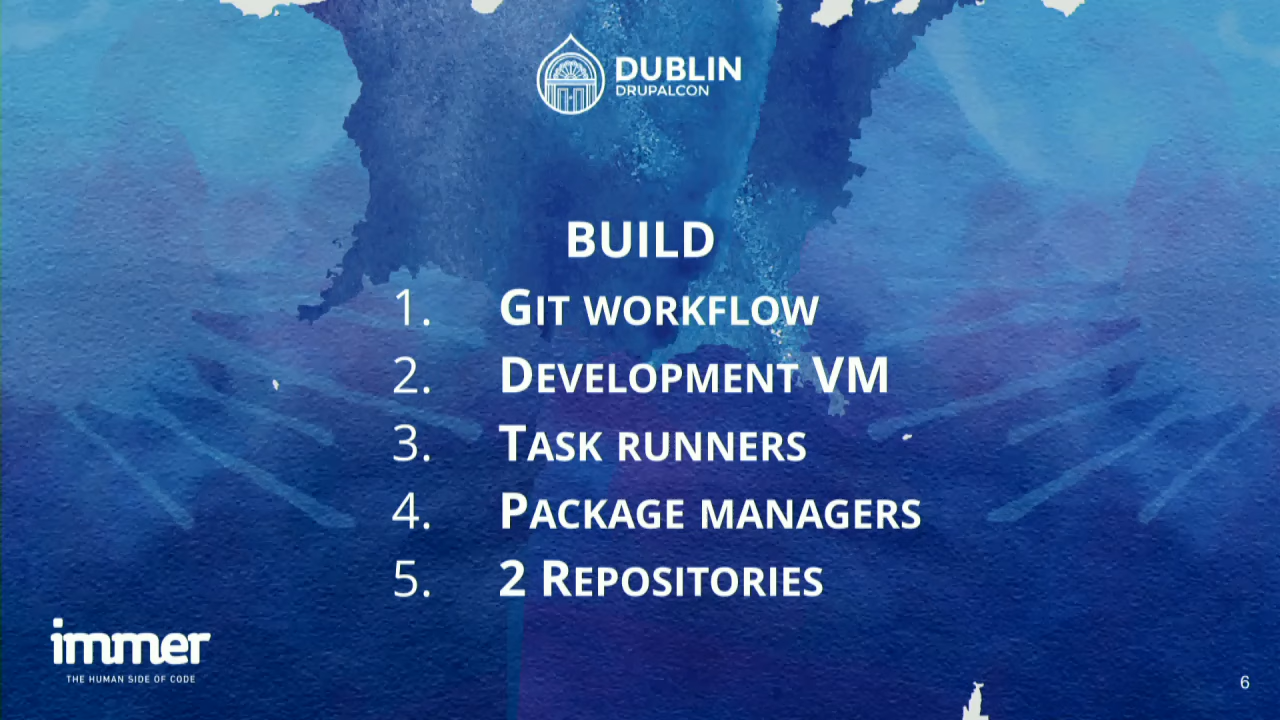 DUBLIN
DRUPALCON
BUILD
1. GIT WORKFLOW
2. DEVELOPMENT VM
3. TASK RUNNERS
4. PACKAGE MANAGERS
5. 2 REPOSITORIES
immer
THE HUMAN SIDE OF CODE
6